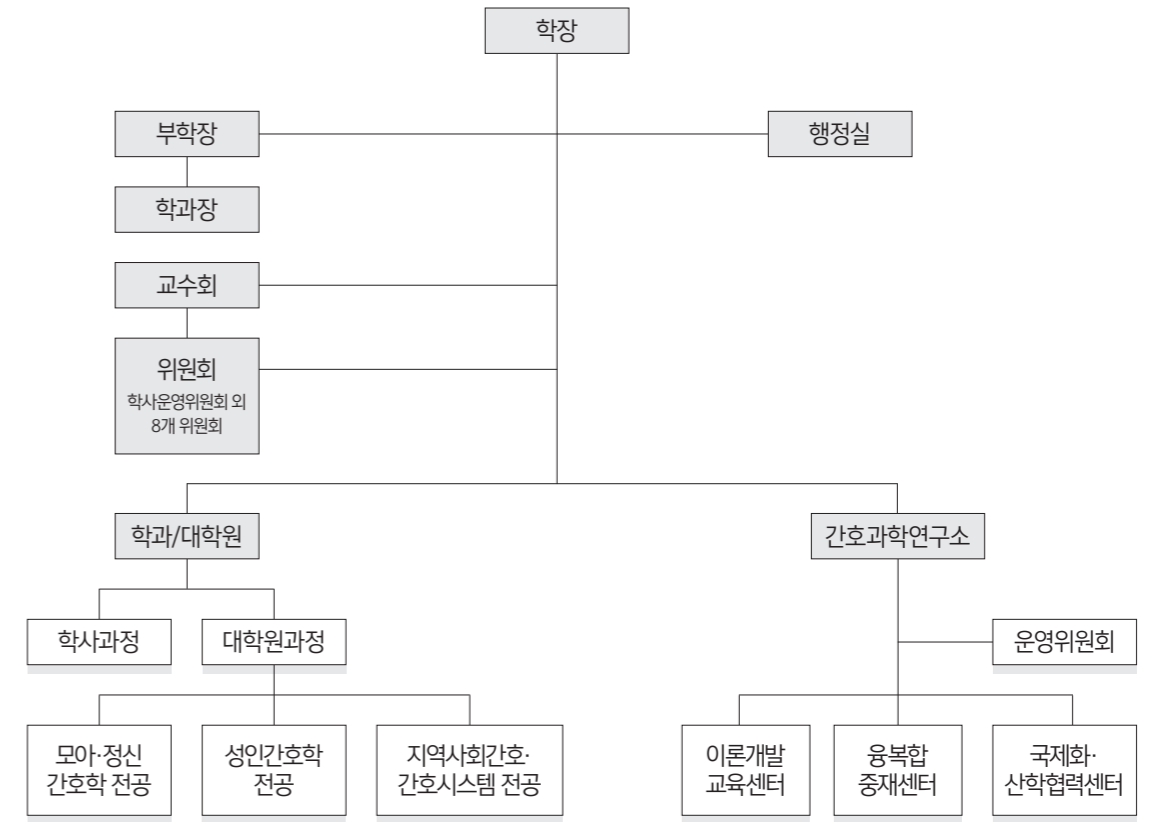 학장
부학장
행정실
학과장
교수회
위원회
학사운영위원회 외
8개 위원회
학과/대학원
간호과학연구소
학사과정
대학원과정
운영위원회
모아·정신
간호학 전공
성인간호학
전공
지역사회간호·
간호시스템 전공
이론개발
교육센터
융복합
중재센터
국제화·
산학협력센터